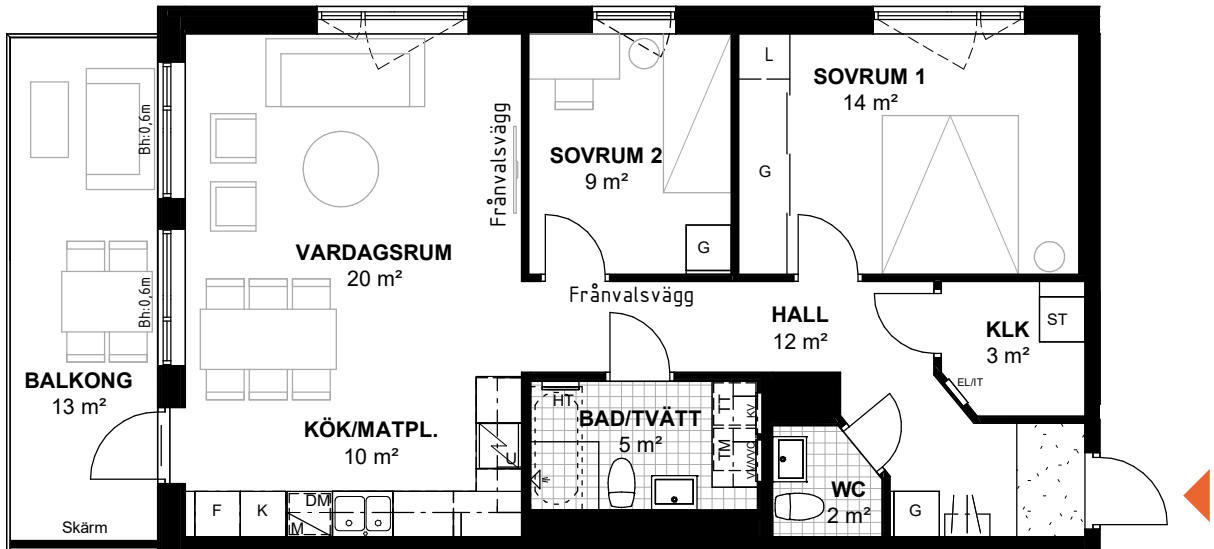 L
SOVRUM 1
14 m²
G
SOVRUM 2
9 m²
G
Frånvalsvägg
Bh:0,6m
VARDAGSRUM
20 m²
Bh:0,6m
Frånvalsvägg
HALL
12 m²
KLK
3 m²
ST
EL/IT
BALKONG
13 m²
Skärm
KÖK/MATPL.
10 m²
U
F
K
DM
M
HT
BAD/TVÄTT
5 m²
TT
KV
TM
WC
2 m²
G